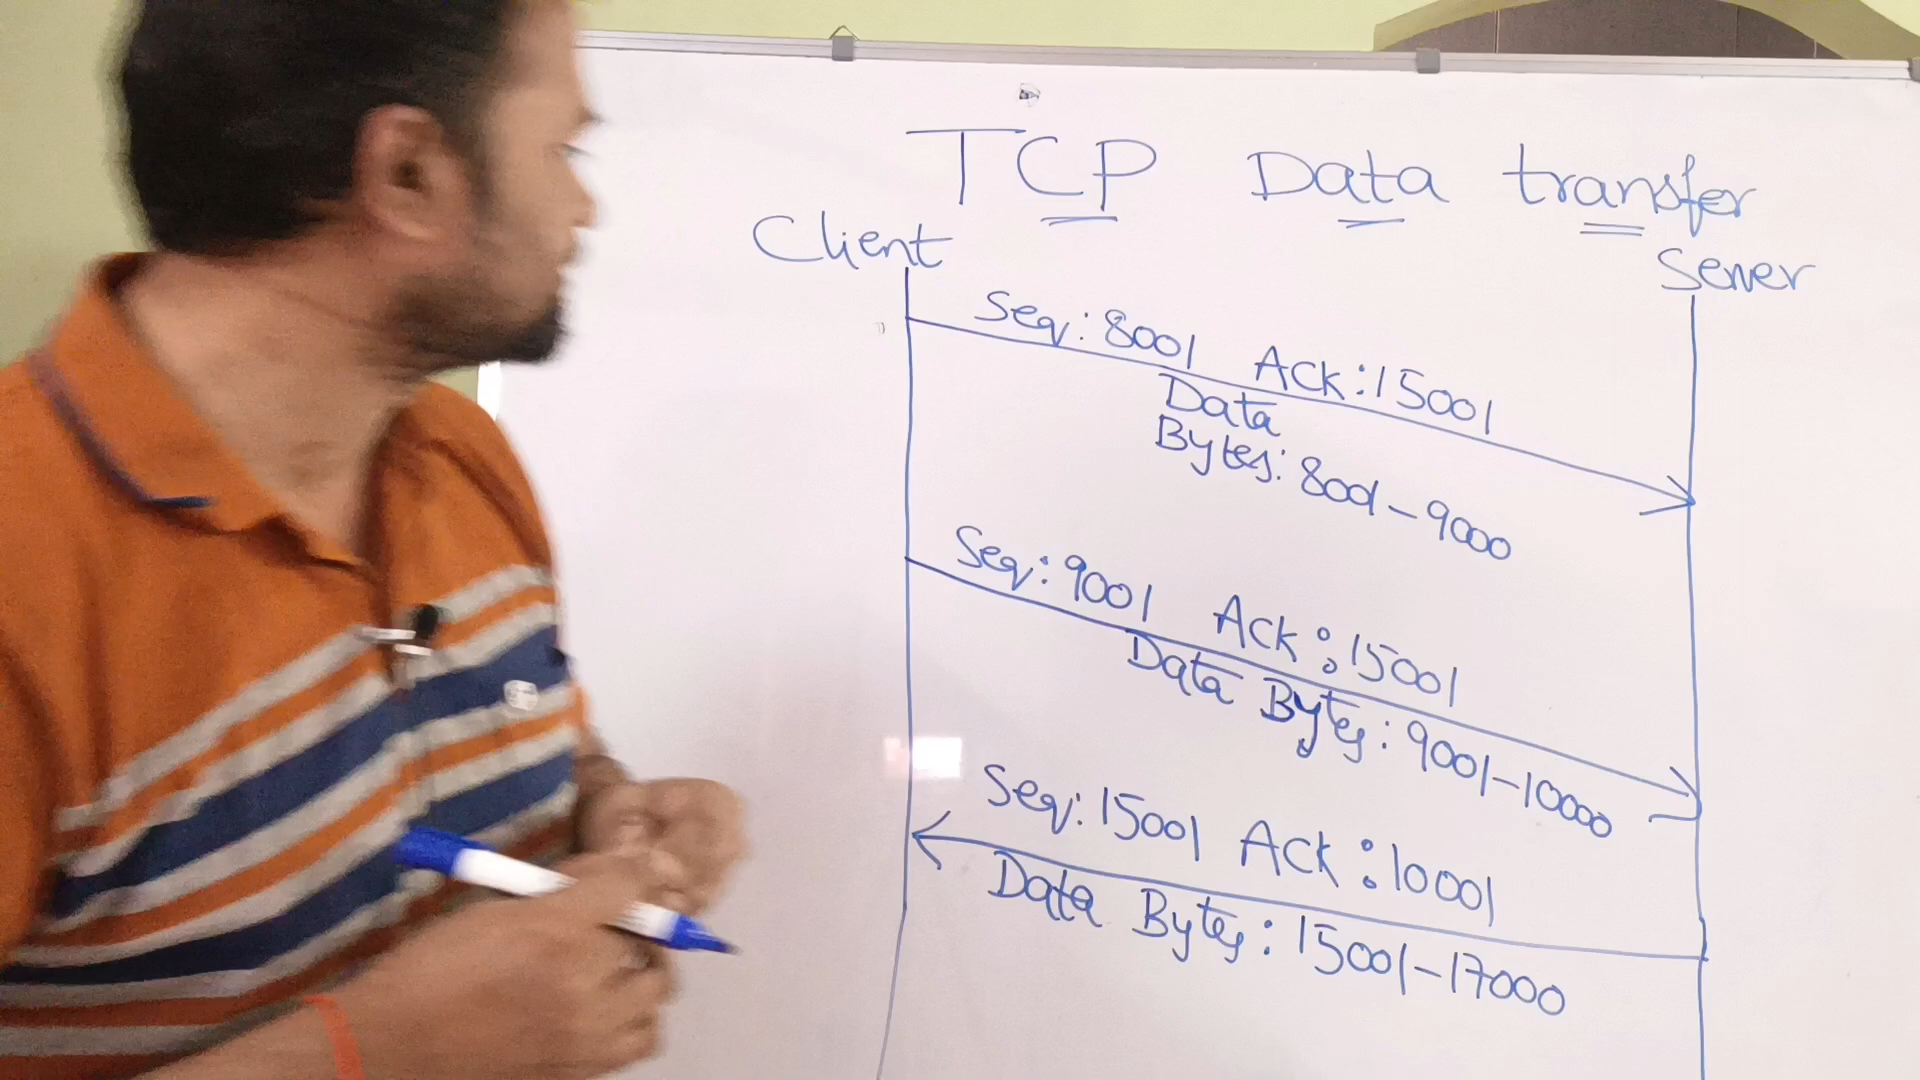 TCP Data transfer
Client
Server
Seq: 8001 Ack: 15001
Data
Bytes: 8001-9000
Seq: 9001 Ack: 15001
Data Bytes: 9001-10000
Seq: 15001 Ack: 10001
Data Bytes: 15001-17000